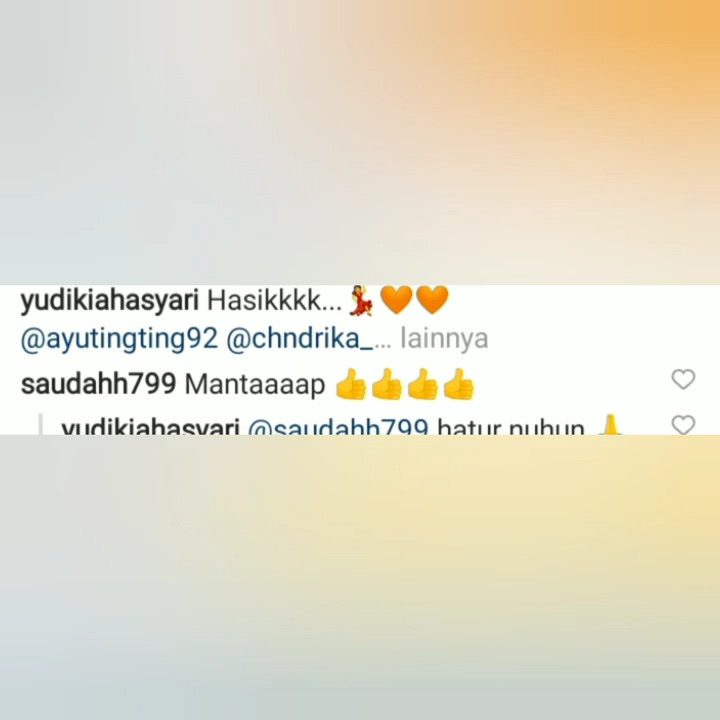 yudikiahasyari Hasikkkk...💃🧡🧡
@ayutingting92 @chndrika_... lainnya
saudahh799 Mantaaaap 👍👍👍👍
yudikiahasyari @saudahh799 hatur nuhun 🙏